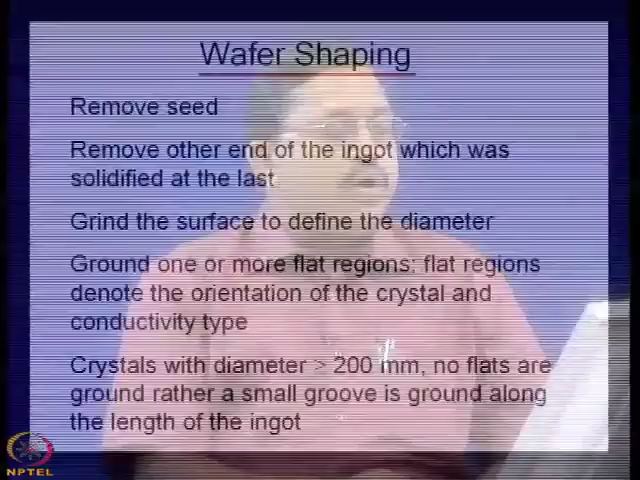 Wafer Shaping
Remove seed
Remove other end of the ingot which was
solidified at the last
Grind the surface to define the diameter
Ground one or more flat regions: flat regions
denote the orientation of the crystal and
conductivity type
Crystals with diameter > 200 mm, no flats are
ground rather a small groove is ground along
the length of the ingot
NPTEL